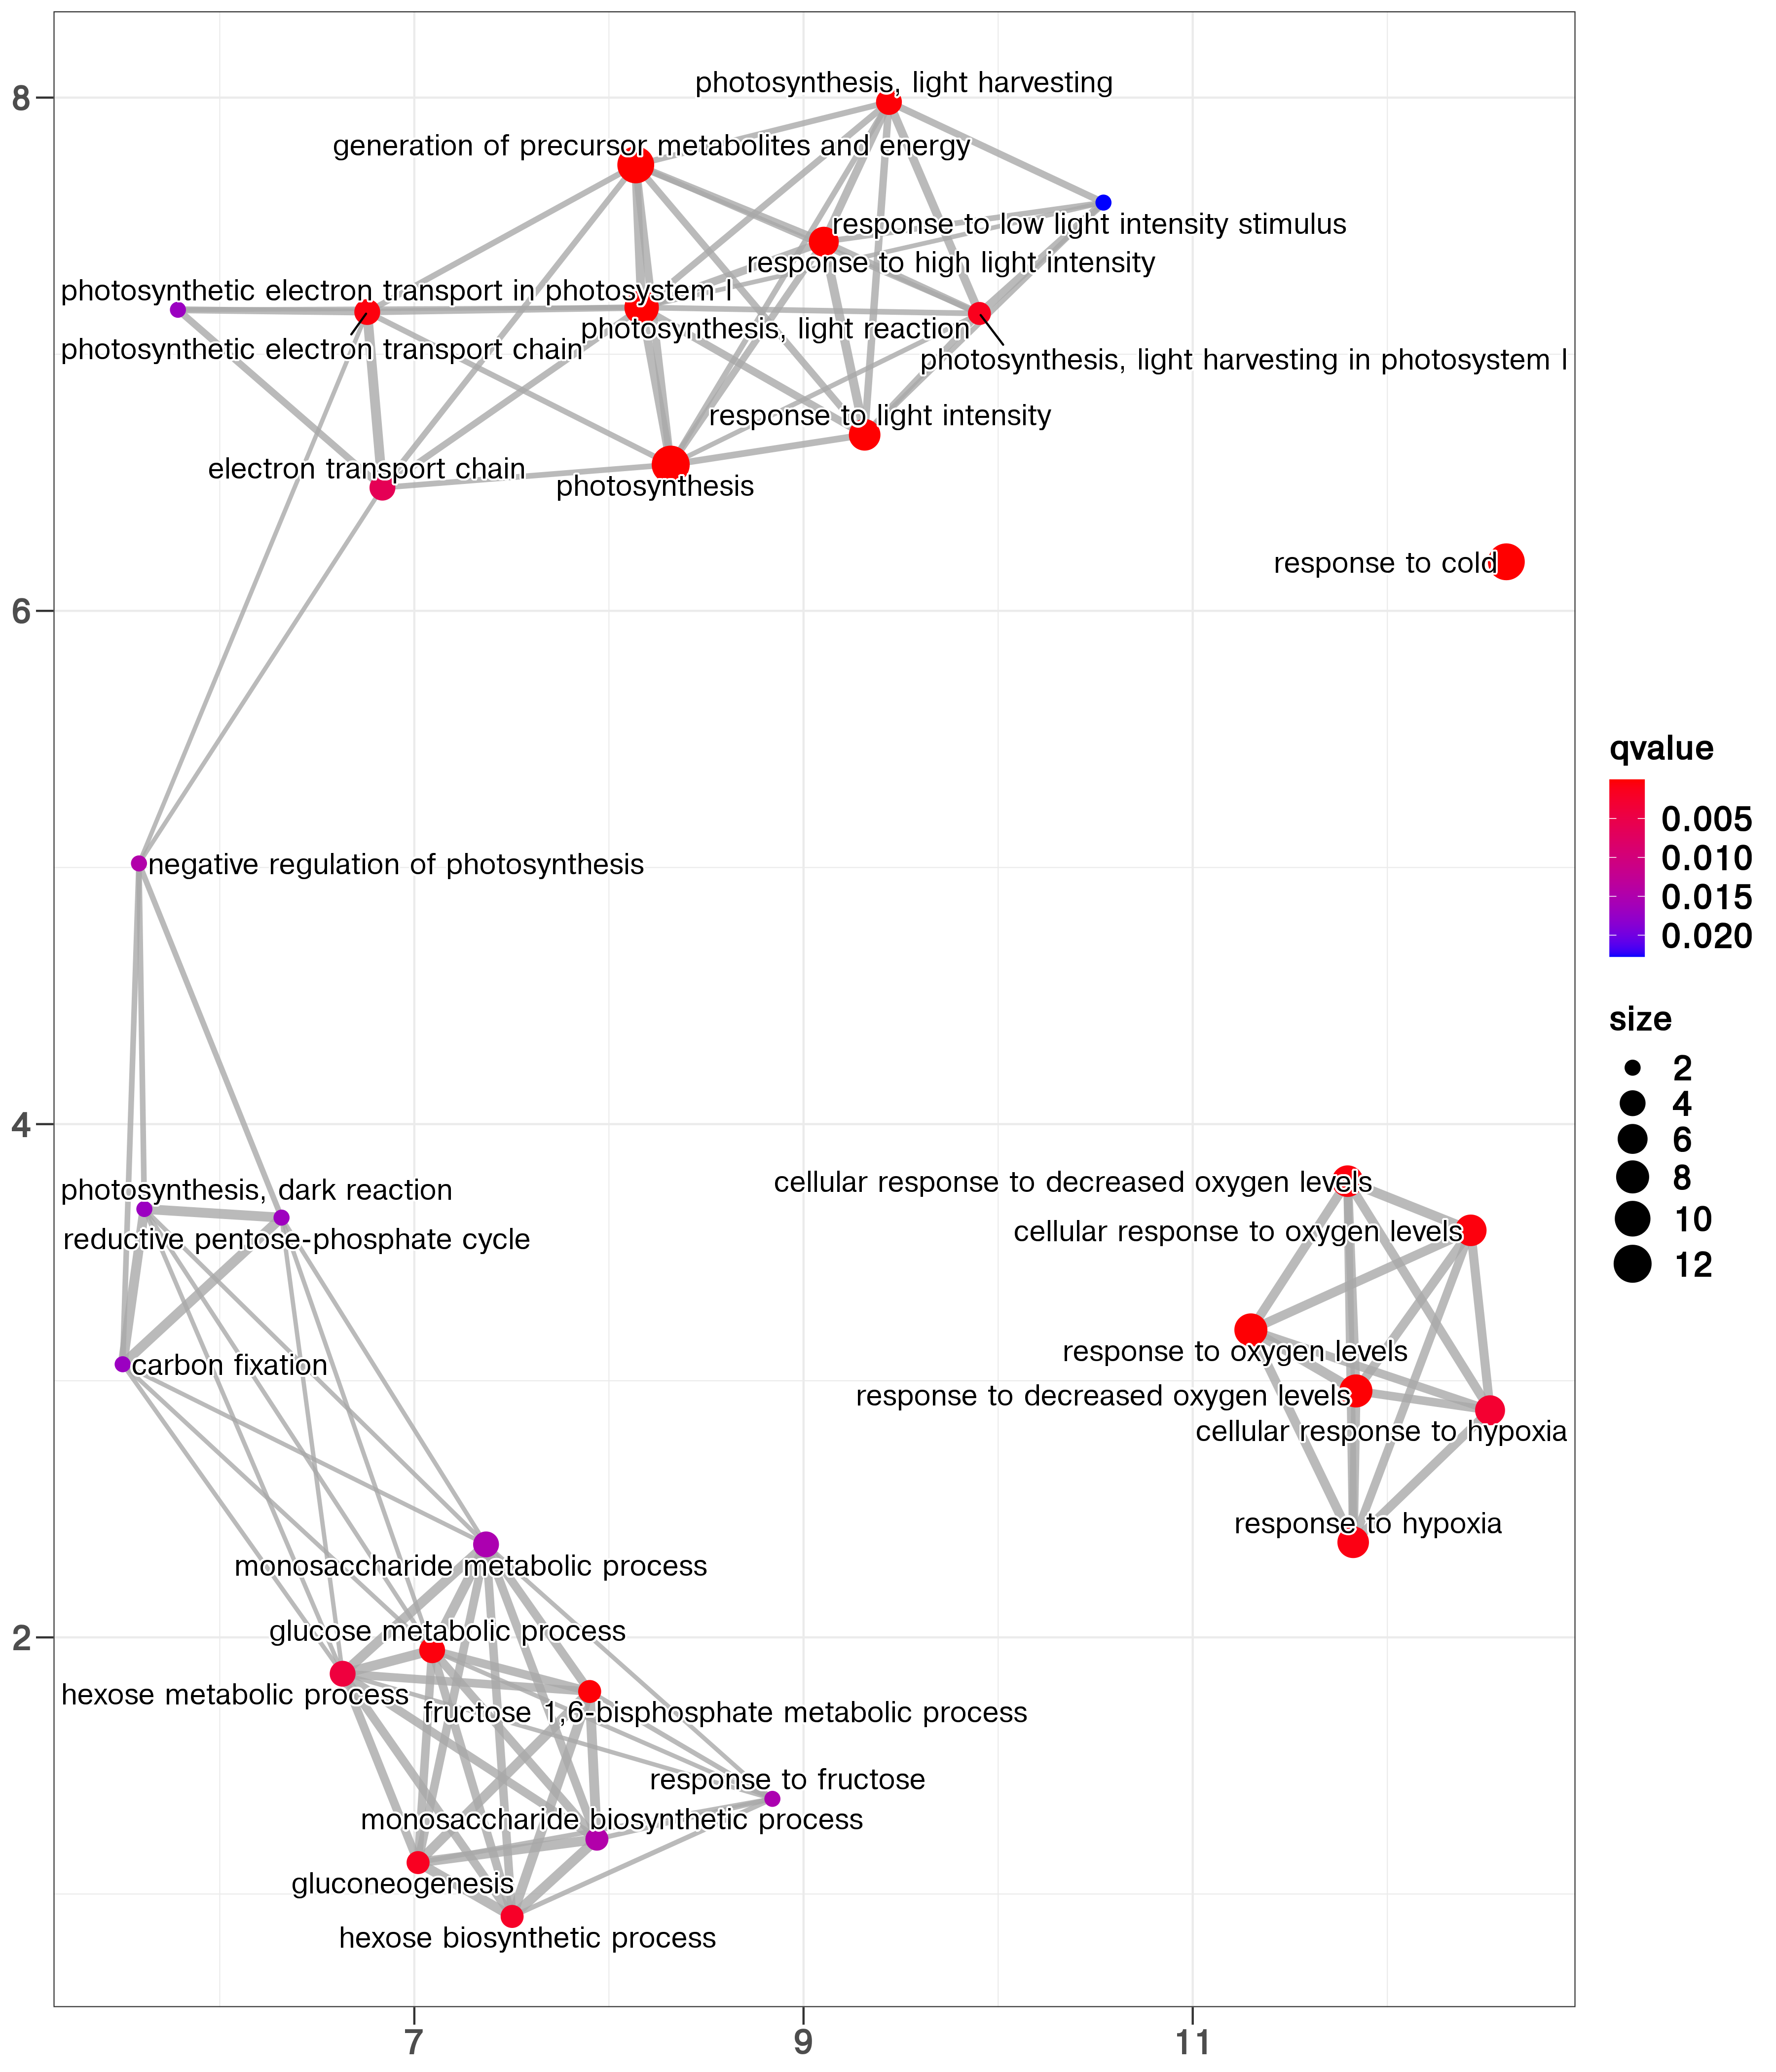 8
photosynthesis, light harvesting
generation of precursor metabolites and energy
response to low light intensity stimulus
response to high light intensity
photosynthetic electron transport in photosystem I
photosynthesis, light reaction
photosynthetic electron transport chain
photosynthesis, light harvesting in photosystem I
response to light intensity
electron transport chain
photosynthesis
response to cold
6
negative regulation of photosynthesis
4
cellular response to decreased oxygen levels
photosynthesis, dark reaction
cellular response to oxygen levels
reductive pentose-phosphate cycle
response to oxygen levels
carbon fixation
response to decreased oxygen levels
cellular response to hypoxia
response to hypoxia
monosaccharide metabolic process
glucose metabolic process
2
hexose metabolic process
fructose 1,6-bisphosphate metabolic process
response to fructose
monosaccharide biosynthetic process
gluconeogenesis
hexose biosynthetic process
7
9
11
qvalue
0.005
0.010
0.015
0.020
size
2
4
6
8
10
12